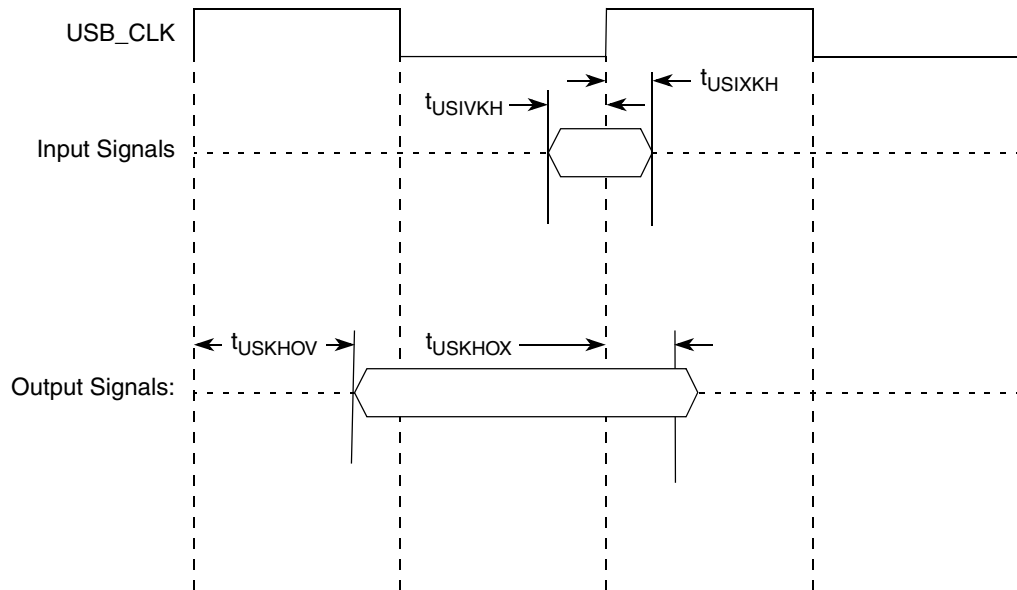 USB_CLK
tUSIXKH
tUSIVKH
Input Signals
tUSKHOV
tUSKHOX
Output Signals: